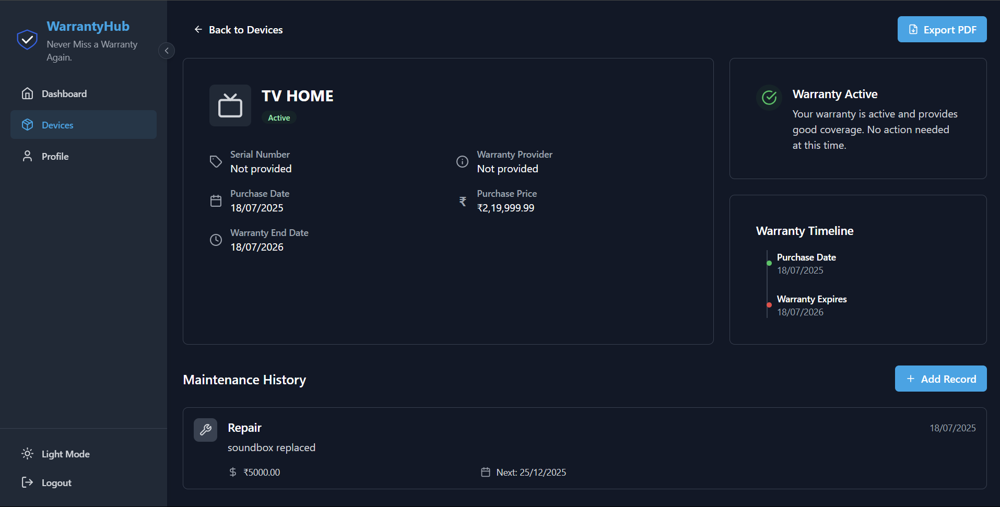 WarrantyHub
Never Miss a Warranty
Again.
Dashboard
Devices
Profile
Light Mode
Logout
Back to Devices
Export PDF
TV HOME
Active
Serial Number
Not provided
Warranty Provider
Not provided
Purchase Date
18/07/2025
₹
Purchase Price
₹2,19,999.99
Warranty End Date
18/07/2026
Warranty Active
Your warranty is active and provides
good coverage. No action needed
at this time.
Warranty Timeline
Purchase Date
18/07/2025
Warranty Expires
18/07/2026
Maintenance History
+ Add Record
Repair
18/07/2025
soundbox replaced
$ ₹5000.00
Next: 25/12/2025